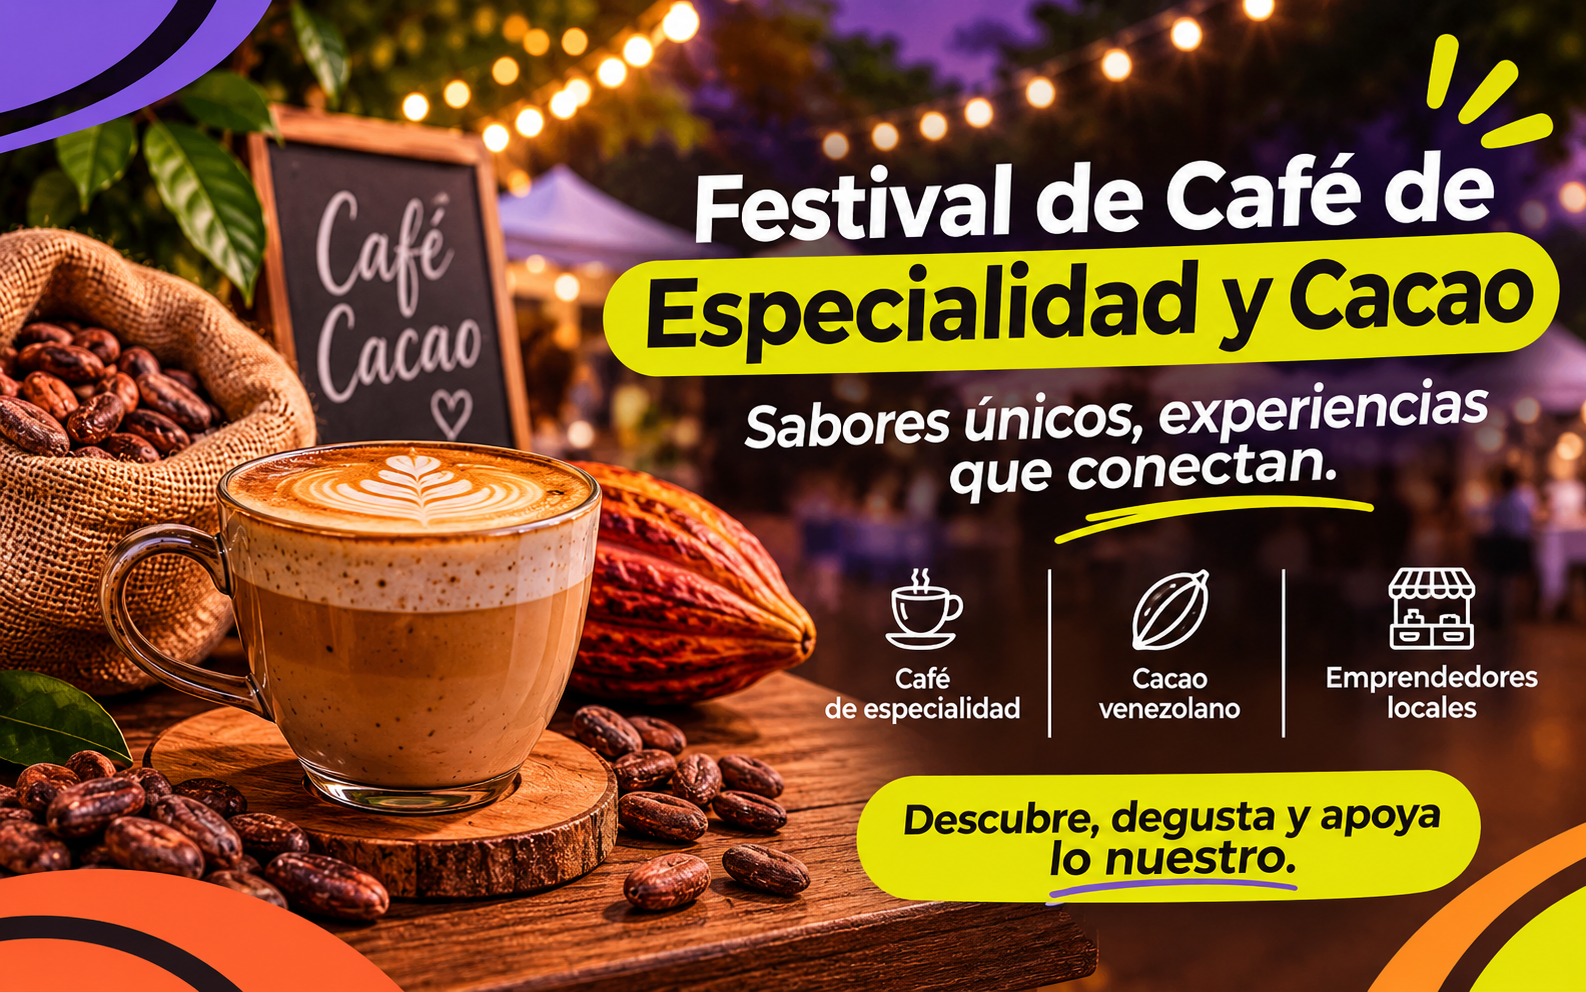 Café
Cacao
Festival de Café de
Especialidad y Cacao
Sabores únicos, experiencias
que conectan.
Café
de especialidad
Cacao
venezolano
Emprendedores
locales
Descubre, degusta y apoya
lo nuestro.